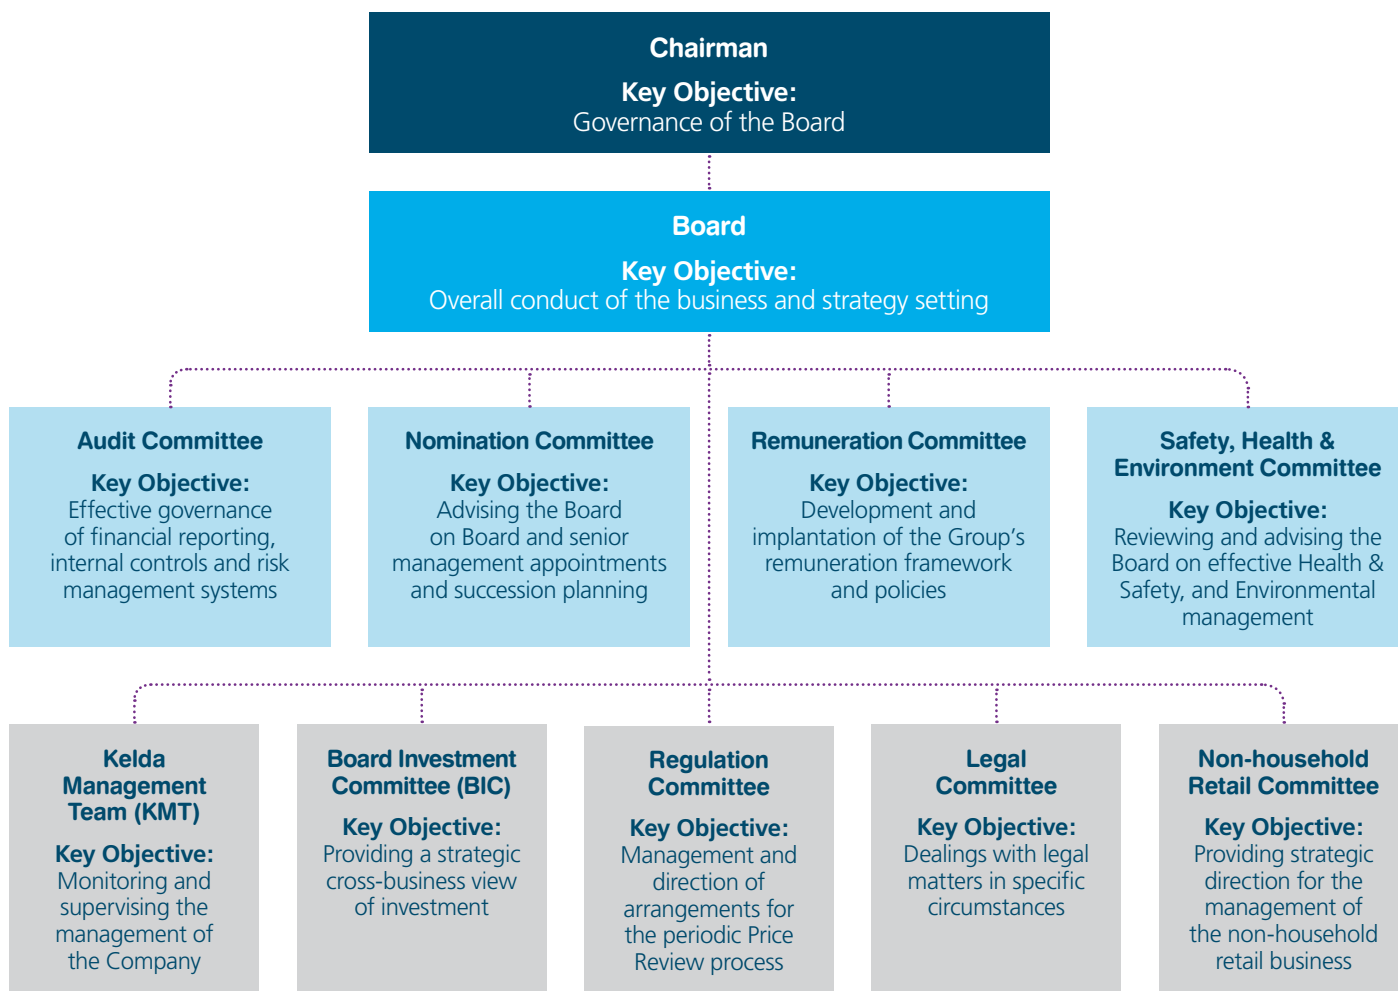 Chairman
Key Objective:
Governance of the Board
Board
Key Objective:
Overall conduct of the business and strategy setting
Audit Committee
Key Objective:
Effective governance
of financial reporting,
internal controls and risk
management systems
Nomination Committee
Key Objective:
Advising the Board
on Board and senior
management appointments
and succession planning
Remuneration Committee
Key Objective:
Development and
implantation of the Group's
remuneration framework
and policies
Safety, Health &
Environment Committee
Key Objective:
Reviewing and advising the
Board on effective Health &
Safety, and Environmental
management
Kelda
Management
Team (KMT)
Key Objective:
Monitoring and
supervising the
management of
the Company
Board Investment
Committee (BIC)
Key Objective:
Providing a strategic
cross-business view
of investment
Regulation
Committee
Key Objective:
Management and
direction of
arrangements for
the periodic Price
Review process
Legal
Committee
Key Objective:
Dealings with legal
matters in specific
circumstances
Non-household
Retail Committee
Key Objective:
Providing strategic
direction for the
management of
the non-household
retail business